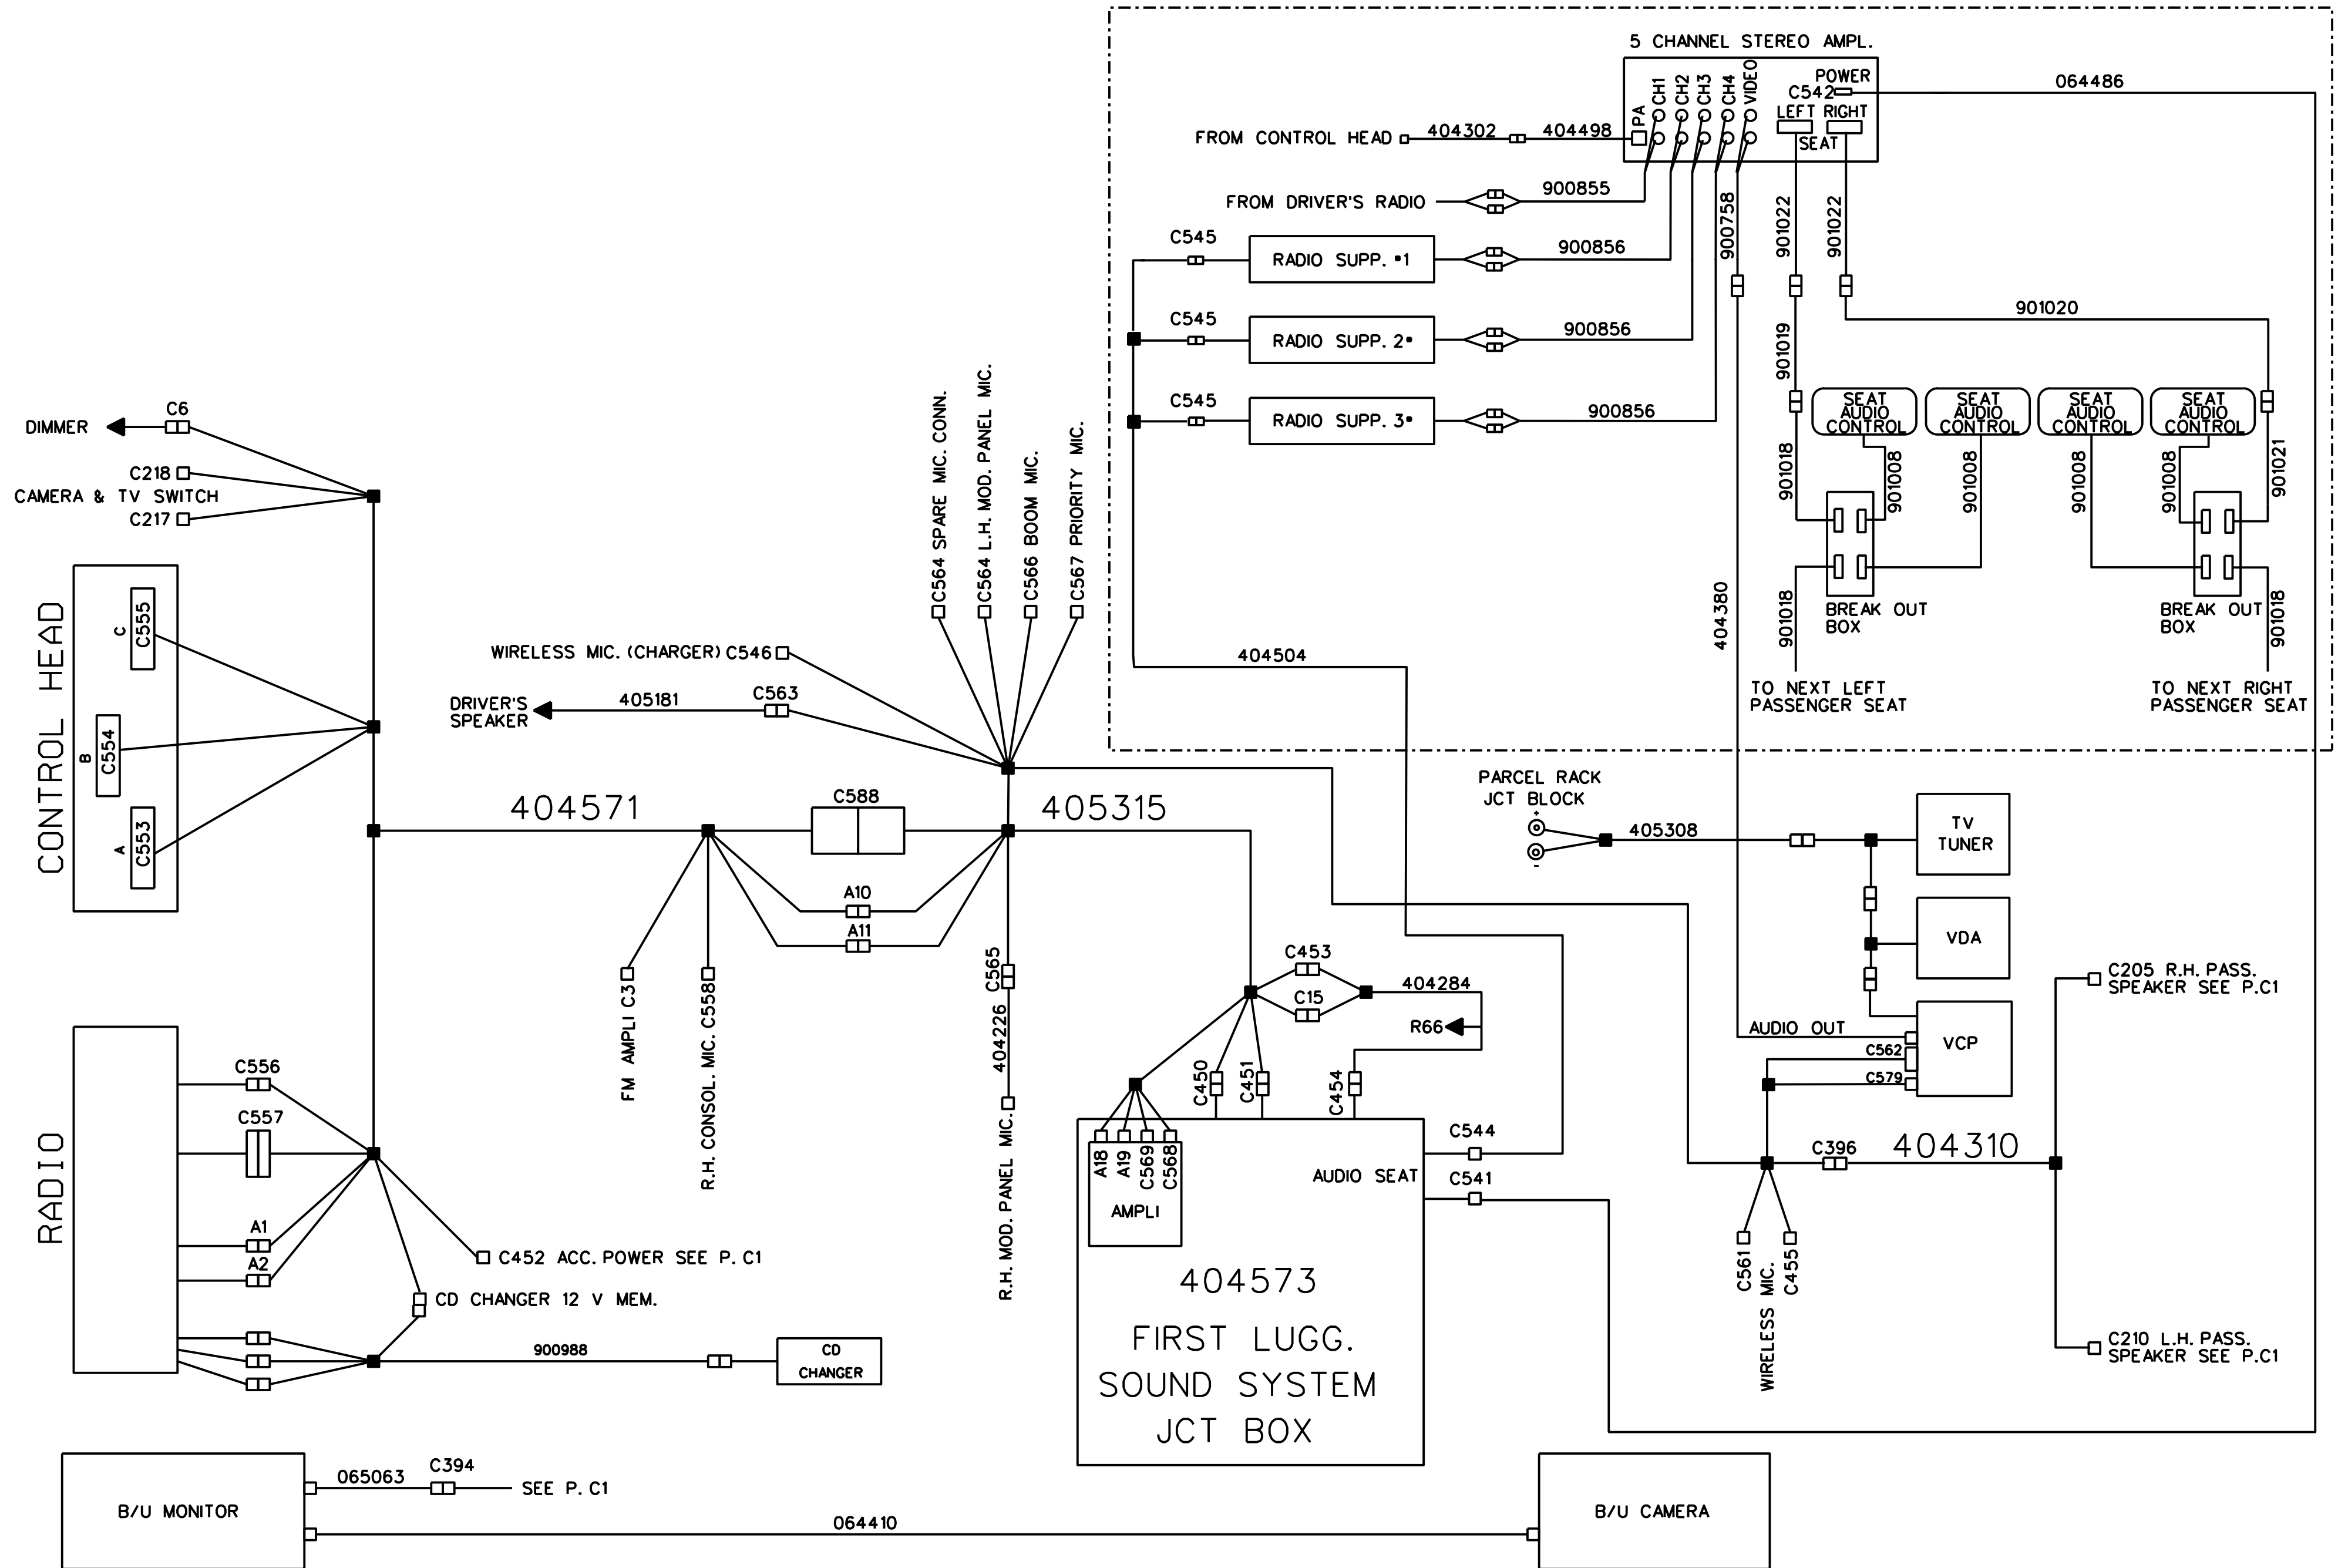 5 CHANNEL STEREO AMPL.
POWER
C542
LEFT RIGHT
SEAT
PA
CH1
CH2
CH3
CH4
VIDEO
064486
FROM CONTROL HEAD
404302
404498
FROM DRIVER'S RADIO
900855
C545
RADIO SUPP. •1
900856
C545
RADIO SUPP. 2•
900856
C545
RADIO SUPP. 3•
900856
900758
901022
901022
901020
901019
SEAT
AUDIO
CONTROL
SEAT
AUDIO
CONTROL
SEAT
AUDIO
CONTROL
SEAT
AUDIO
CONTROL
901018
901008
901008
901008
901008
901021
BREAK OUT
BOX
BREAK OUT
BOX
901018
901018
TO NEXT LEFT
PASSENGER SEAT
TO NEXT RIGHT
PASSENGER SEAT
404380
404504
DIMMER
C6
C218
CAMERA & TV SWITCH
C217
CONTROL HEAD
C
C555
B
C554
A
C553
C564 SPARE MIC. CONN.
C564 L.H. MOD. PANEL MIC.
C566 BOOM MIC.
C567 PRIORITY MIC.
WIRELESS MIC. (CHARGER) C546
DRIVER'S
SPEAKER
405181
C563
404571
C588
405315
A10
A11
FM AMPLI C3
R.H. CONSOL. MIC. C558
C565
404226
R.H. MOD. PANEL MIC.
PARCEL RACK
JCT BLOCK
+
-
405308
TV
TUNER
VDA
VCP
AUDIO OUT
C562
C579
C453
C15
404284
R66
C450
C451
C454
A18
A19
C569
C568
AMPLI
AUDIO SEAT
C544
C541
404573
FIRST LUGG.
SOUND SYSTEM
JCT BOX
C205 R.H. PASS.
SPEAKER SEE P.C1
C396
404310
C561
WIRELESS MIC.
C455
C210 L.H. PASS.
SPEAKER SEE P.C1
RADIO
C556
C557
A1
A2
C452 ACC. POWER SEE P. C1
CD CHANGER 12 V MEM.
900988
CD
CHANGER
B/U MONITOR
065063
C394
SEE P. C1
064410
B/U CAMERA